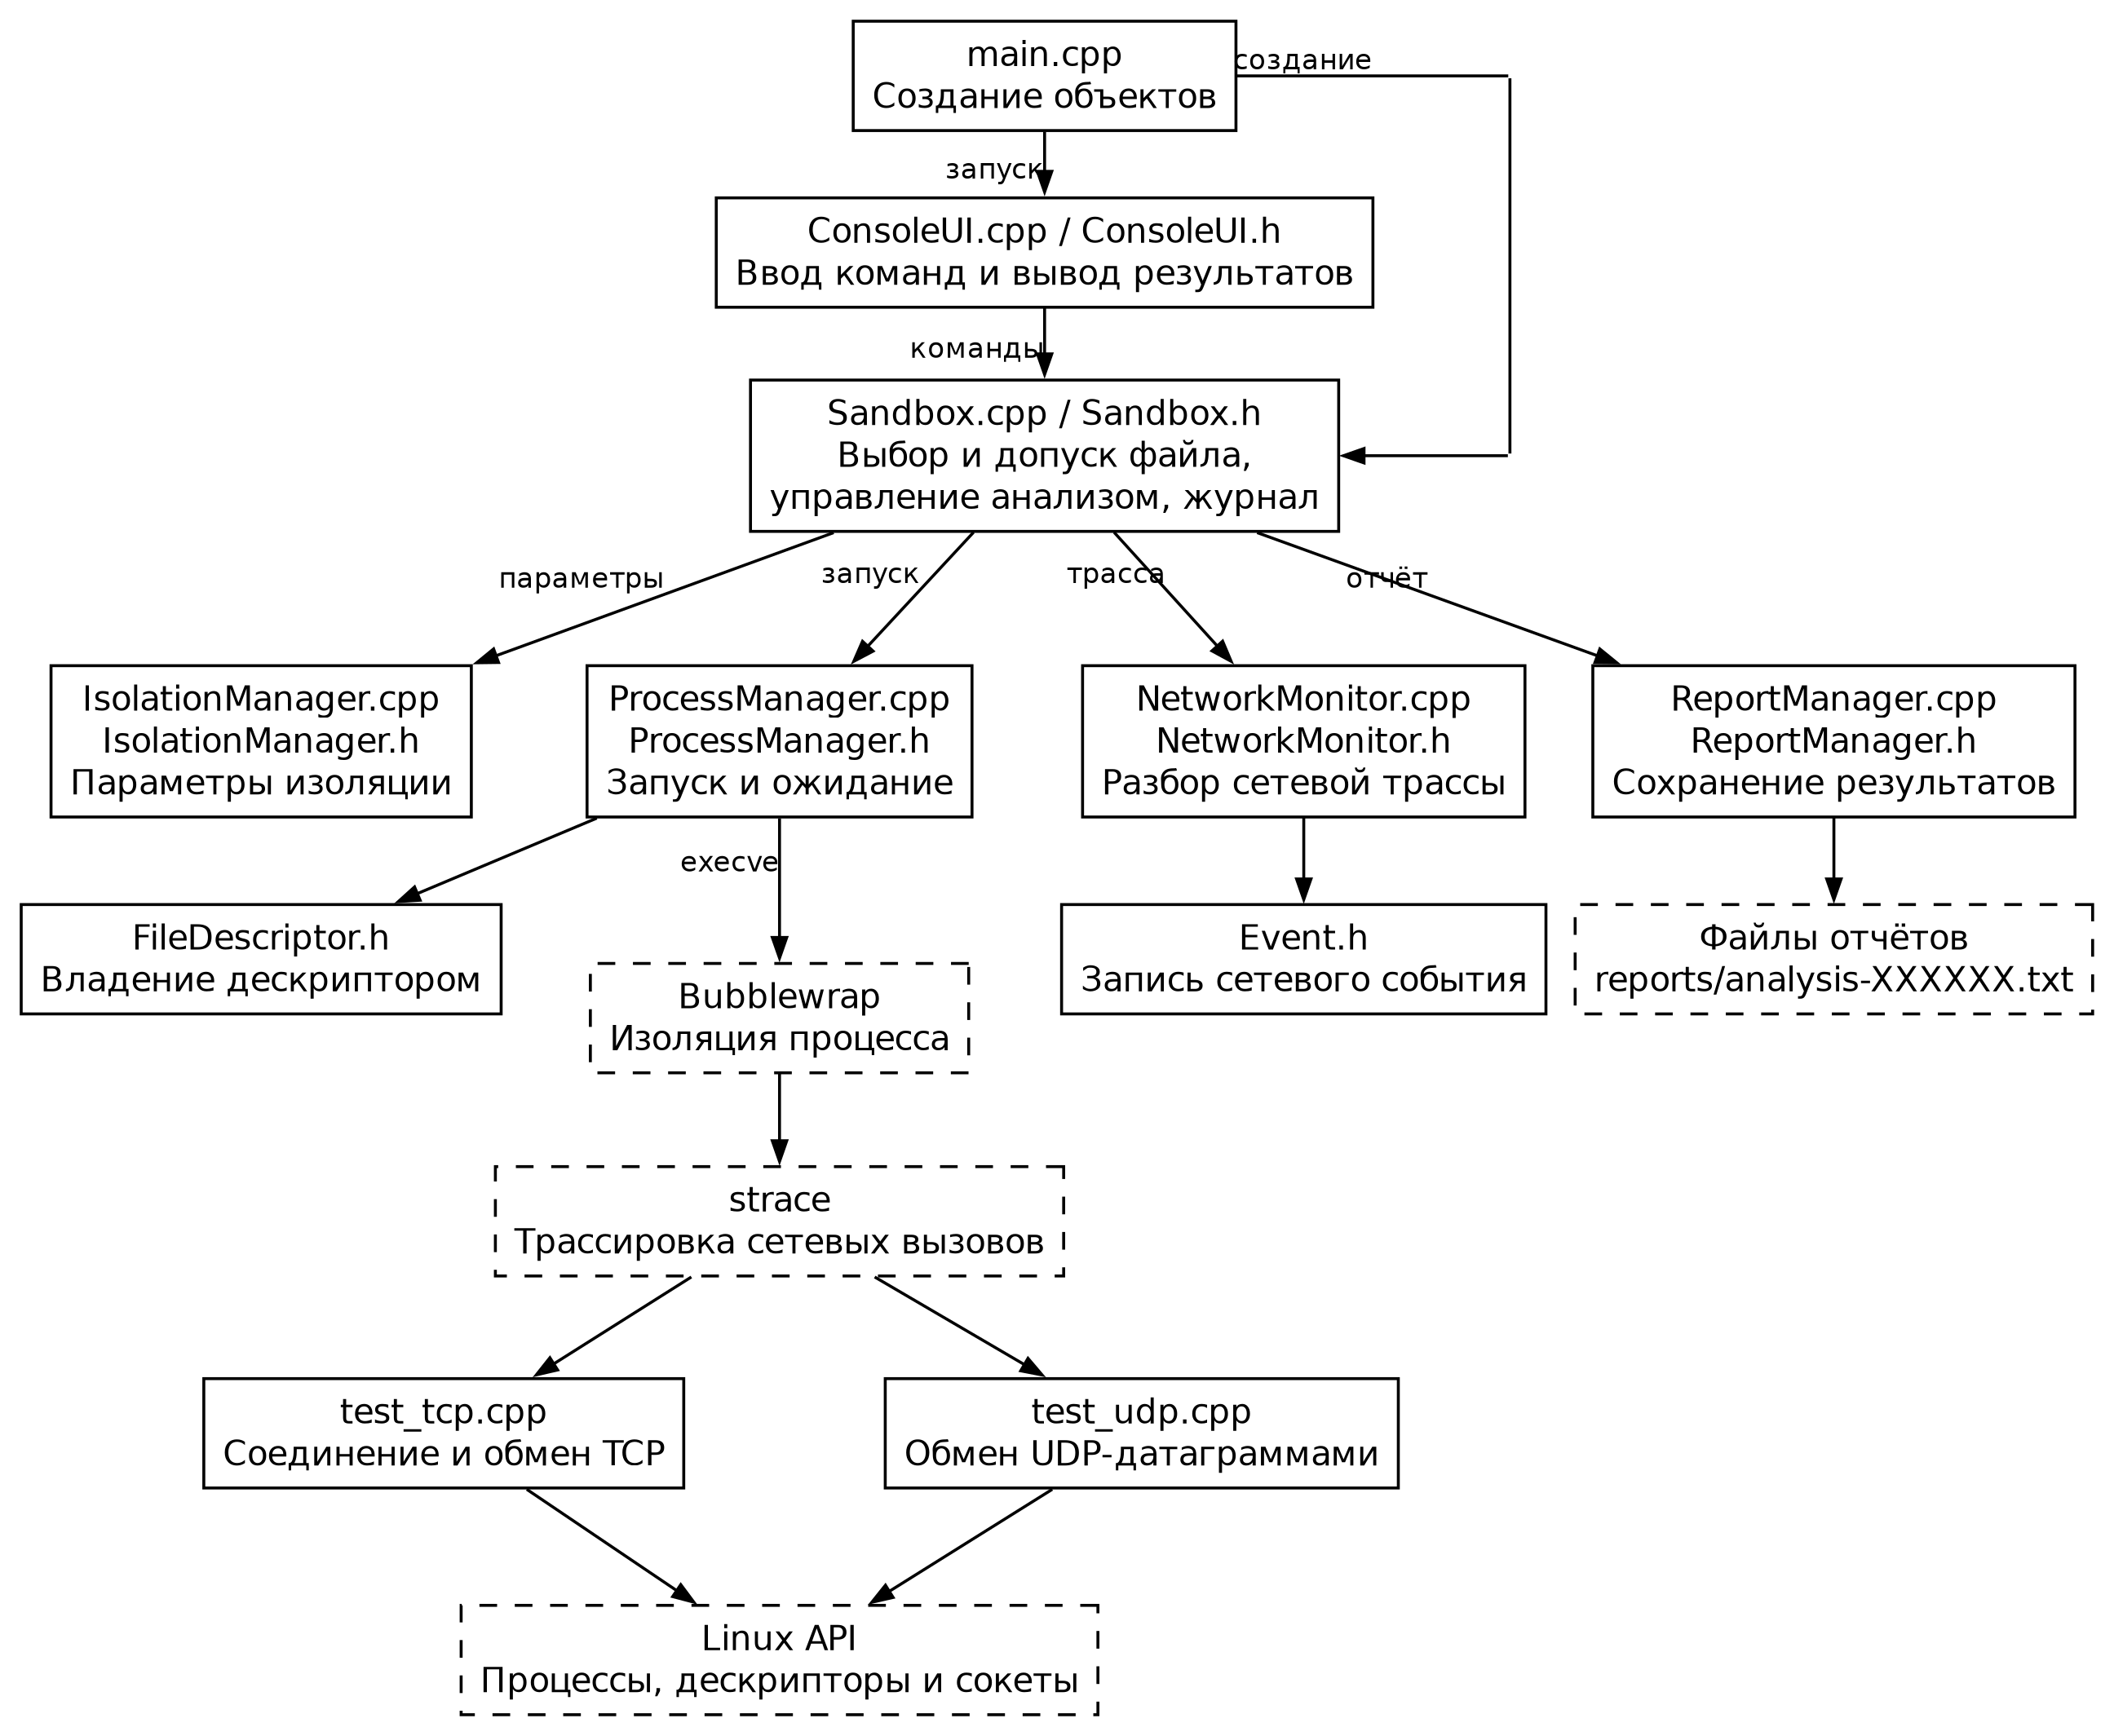 main.cpp
Создание объектов
создание
запуск
ConsoleUI.cpp / ConsoleUI.h
Ввод команд и вывод результатов
команды
Sandbox.cpp / Sandbox.h
Выбор и допуск файла,
управление анализом, журнал
параметры
запуск
трасса
отчёт
IsolationManager.cpp
IsolationManager.h
Параметры изоляции
ProcessManager.cpp
ProcessManager.h
Запуск и ожидание
NetworkMonitor.cpp
NetworkMonitor.h
Разбор сетевой трассы
ReportManager.cpp
ReportManager.h
Сохранение результатов
execve
FileDescriptor.h
Владение дескриптором
Bubblewrap
Изоляция процесса
Event.h
Запись сетевого события
Файлы отчётов
reports/analysis-XXXXXX.txt
strace
Трассировка сетевых вызовов
test_tcp.cpp
Соединение и обмен TCP
test_udp.cpp
Обмен UDP-датаграммами
Linux API
Процессы, дескрипторы и сокеты